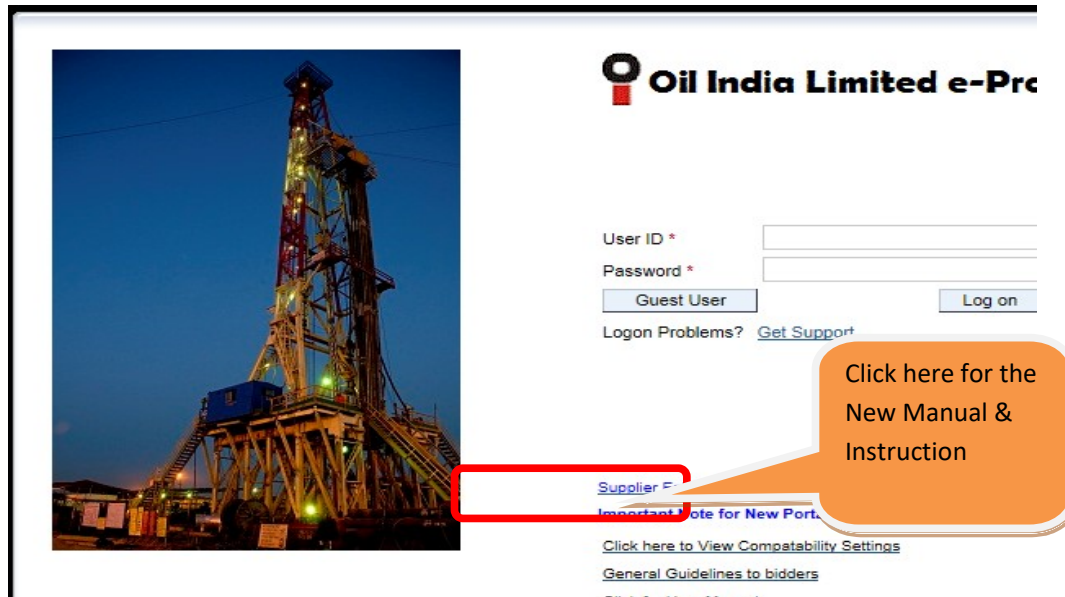 Oil India Limited e-Pro
User ID *
Password *
Guest User
Log on
Logon Problems? Get Support
Click here for the
New Manual &
Instruction
Supplier
Important Note for New Port
Click here to View Compatability Settings
General Guidelines to bidders